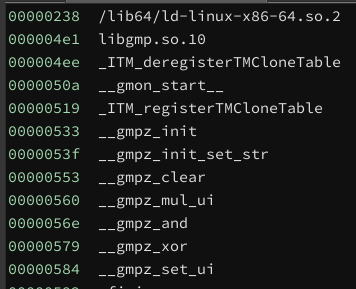 00000238 /lib64/ld-linux-x86-64.so.2
000004e1 libgmp.so.10
000004ee _ITM_deregisterTMCloneTable
0000050a __gmon_start__
00000519 _ITM_registerTMCloneTable
00000533 __gmpz_init
0000053f __gmpz_init_set_str
00000553 __gmpz_clear
00000560 __gmpz_mul_ui
0000056e __gmpz_and
00000579 __gmpz_xor
00000584 __gmpz_set_ui